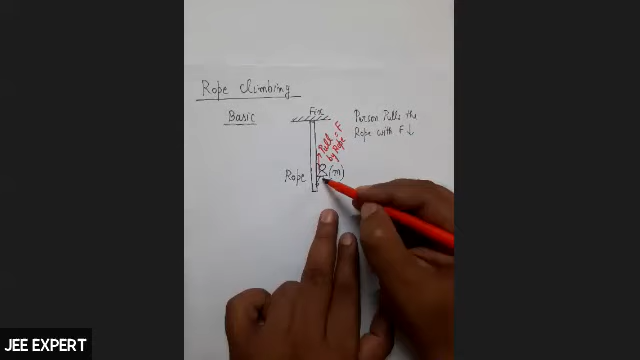 Rope Climbing
Basic
Fix
Person Pulls the
Rope with F ↓
Pull = F
by Rope
Rope
(m)
JEE EXPERT